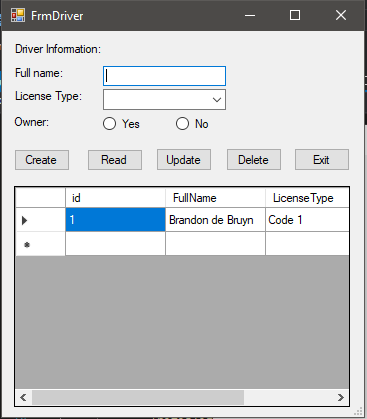 FrmDriver
Driver Information:
Full name:
License Type:
Owner: Yes No
Create Read Update Delete Exit
id FullName LicenseType
1 Brandon de Bruyn Code 1